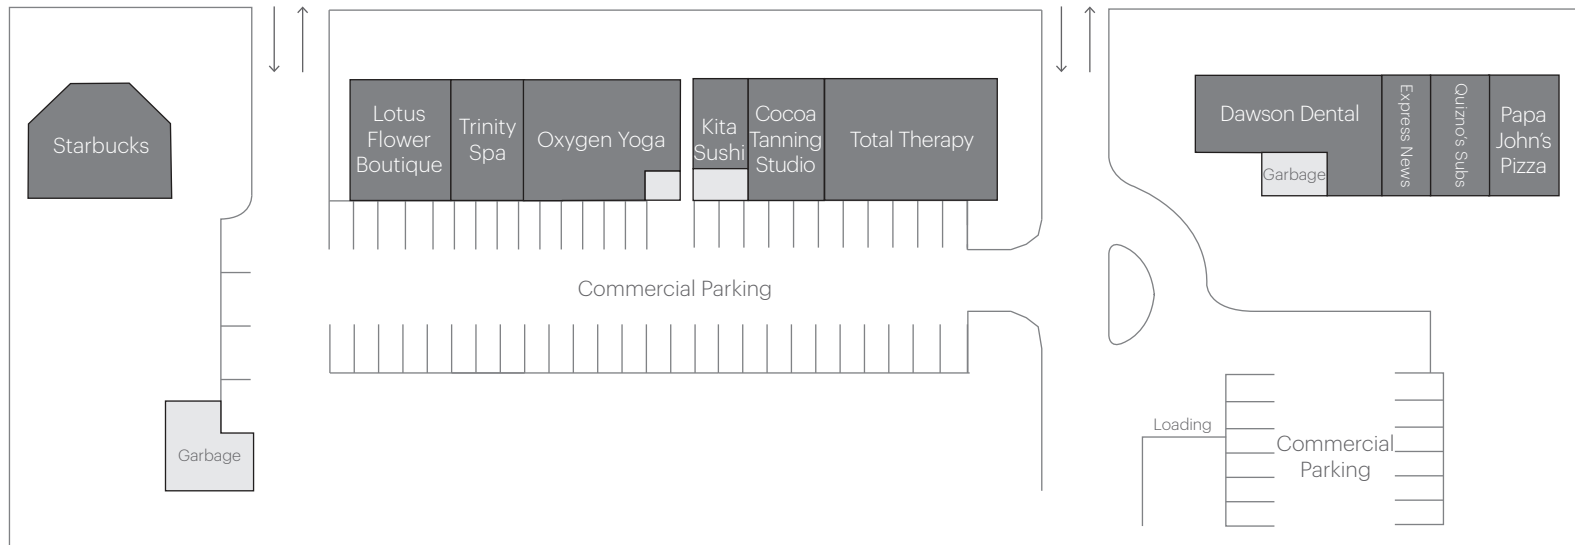 Starbucks
Lotus
Flower
Boutique
Trinity
Spa
Oxygen Yoga
Kita
Sushi
Cocoa
Tanning
Studio
Total Therapy
Dawson Dental
Garbage
Express News
Quizno's Subs
Papa
John's
Pizza
Commercial Parking
Garbage
Loading
Commercial
Parking